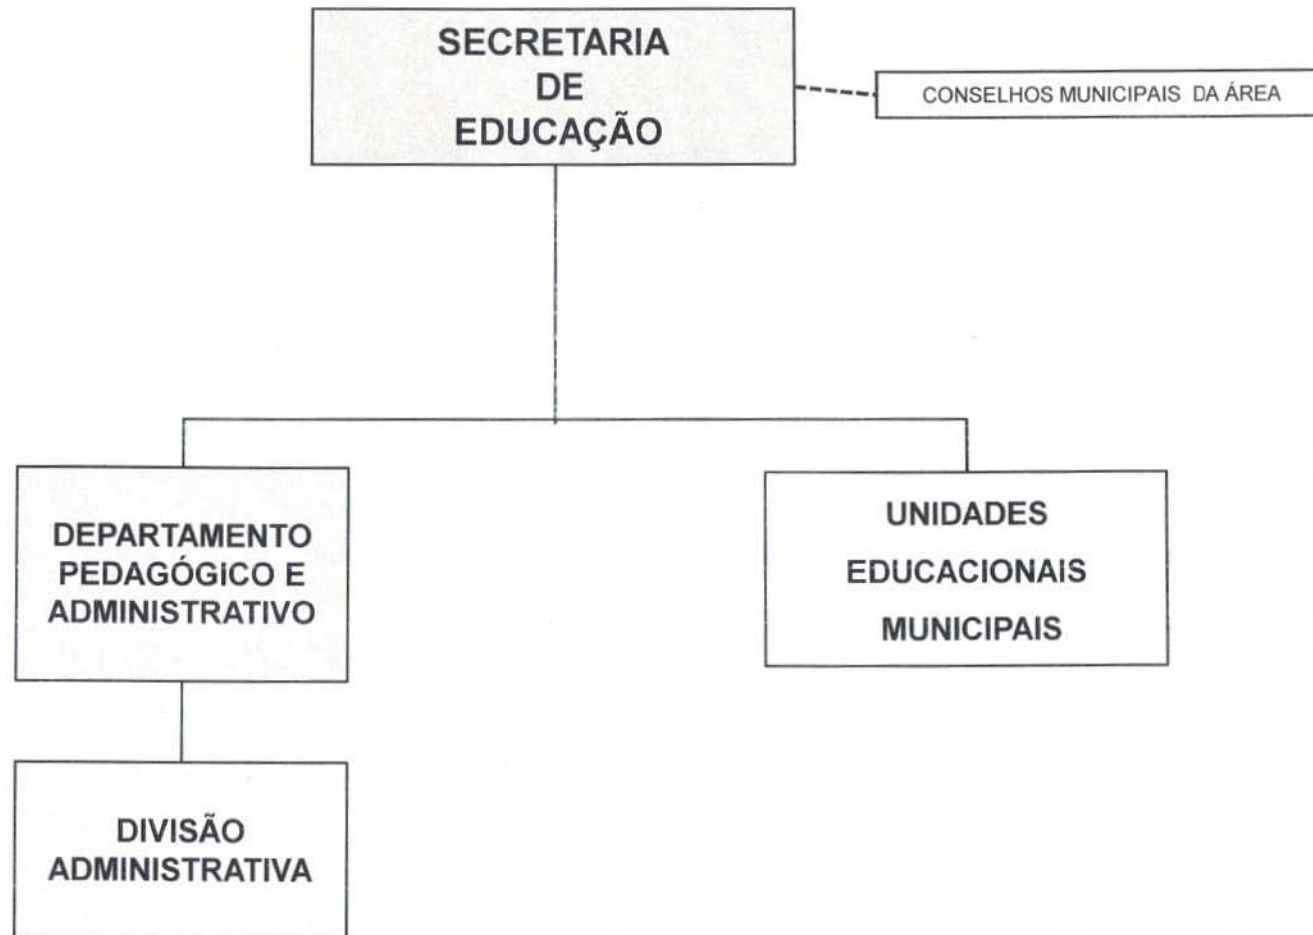 SECRETARIA
DE
EDUCAÇÃO
CONSELHOS MUNICIPAIS DA ÁREA
DEPARTAMENTO
PEDAGÓGICO E
ADMINISTRATIVO
UNIDADES
EDUCACIONAIS
MUNICIPAIS
DIVISÃO
ADMINISTRATIVA